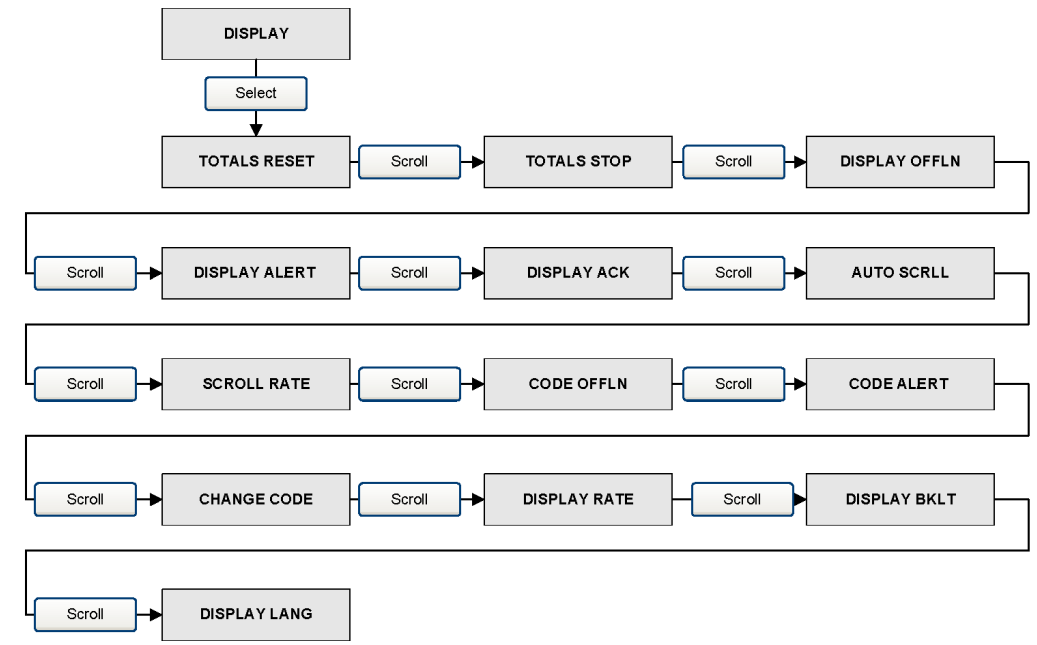 DISPLAY
Select
TOTALS RESET Scroll TOTALS STOP Scroll DISPLAY OFFLN
Scroll DISPLAY ALERT Scroll DISPLAY ACK Scroll AUTO SCRLL
Scroll SCROLL RATE Scroll CODE OFFLN Scroll CODE ALERT
Scroll CHANGE CODE Scroll DISPLAY RATE Scroll DISPLAY BKLT
Scroll DISPLAY LANG